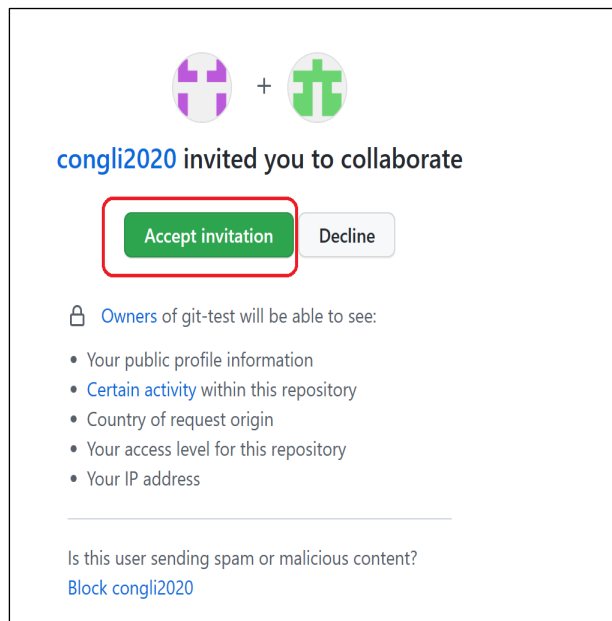 +
congli2020 invited you to collaborate
Accept invitation Decline
Owners of git-test will be able to see:
• Your public profile information
• Certain activity within this repository
• Country of request origin
• Your access level for this repository
• Your IP address
Is this user sending spam or malicious content?
Block congli2020